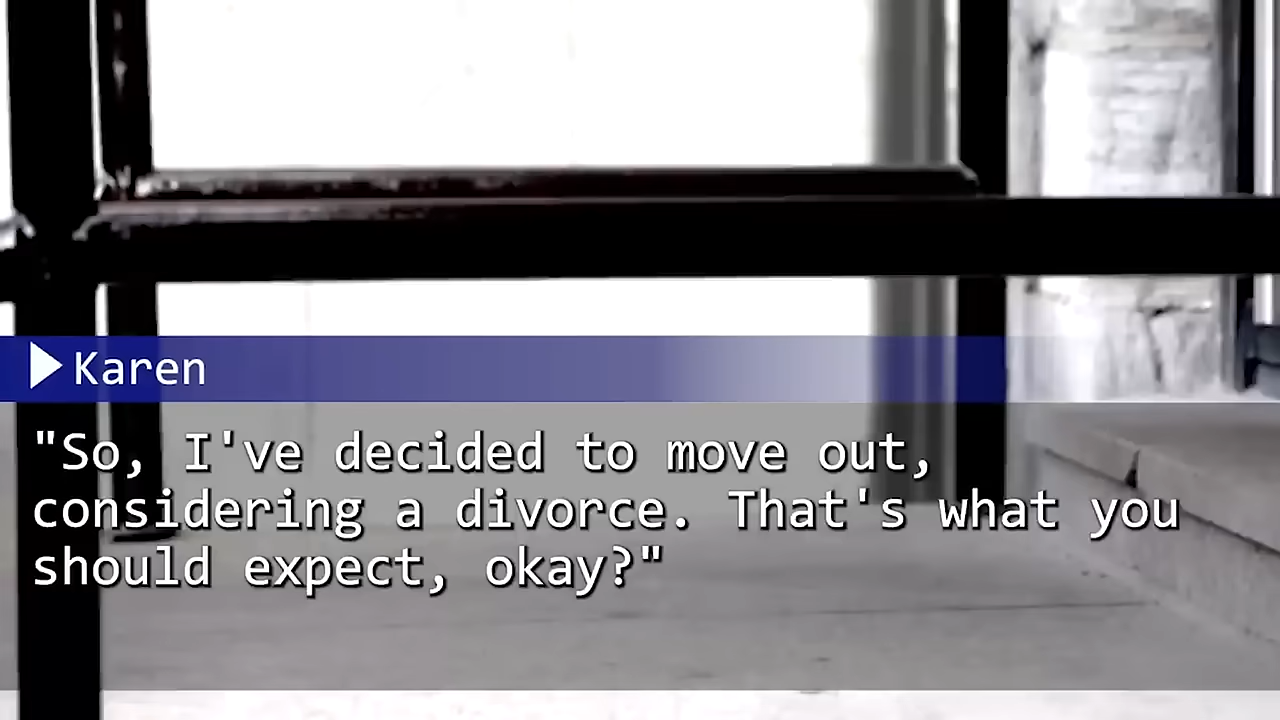 Karen
"So, I've decided to move out,
considering a divorce. That's what you
should expect, okay?"